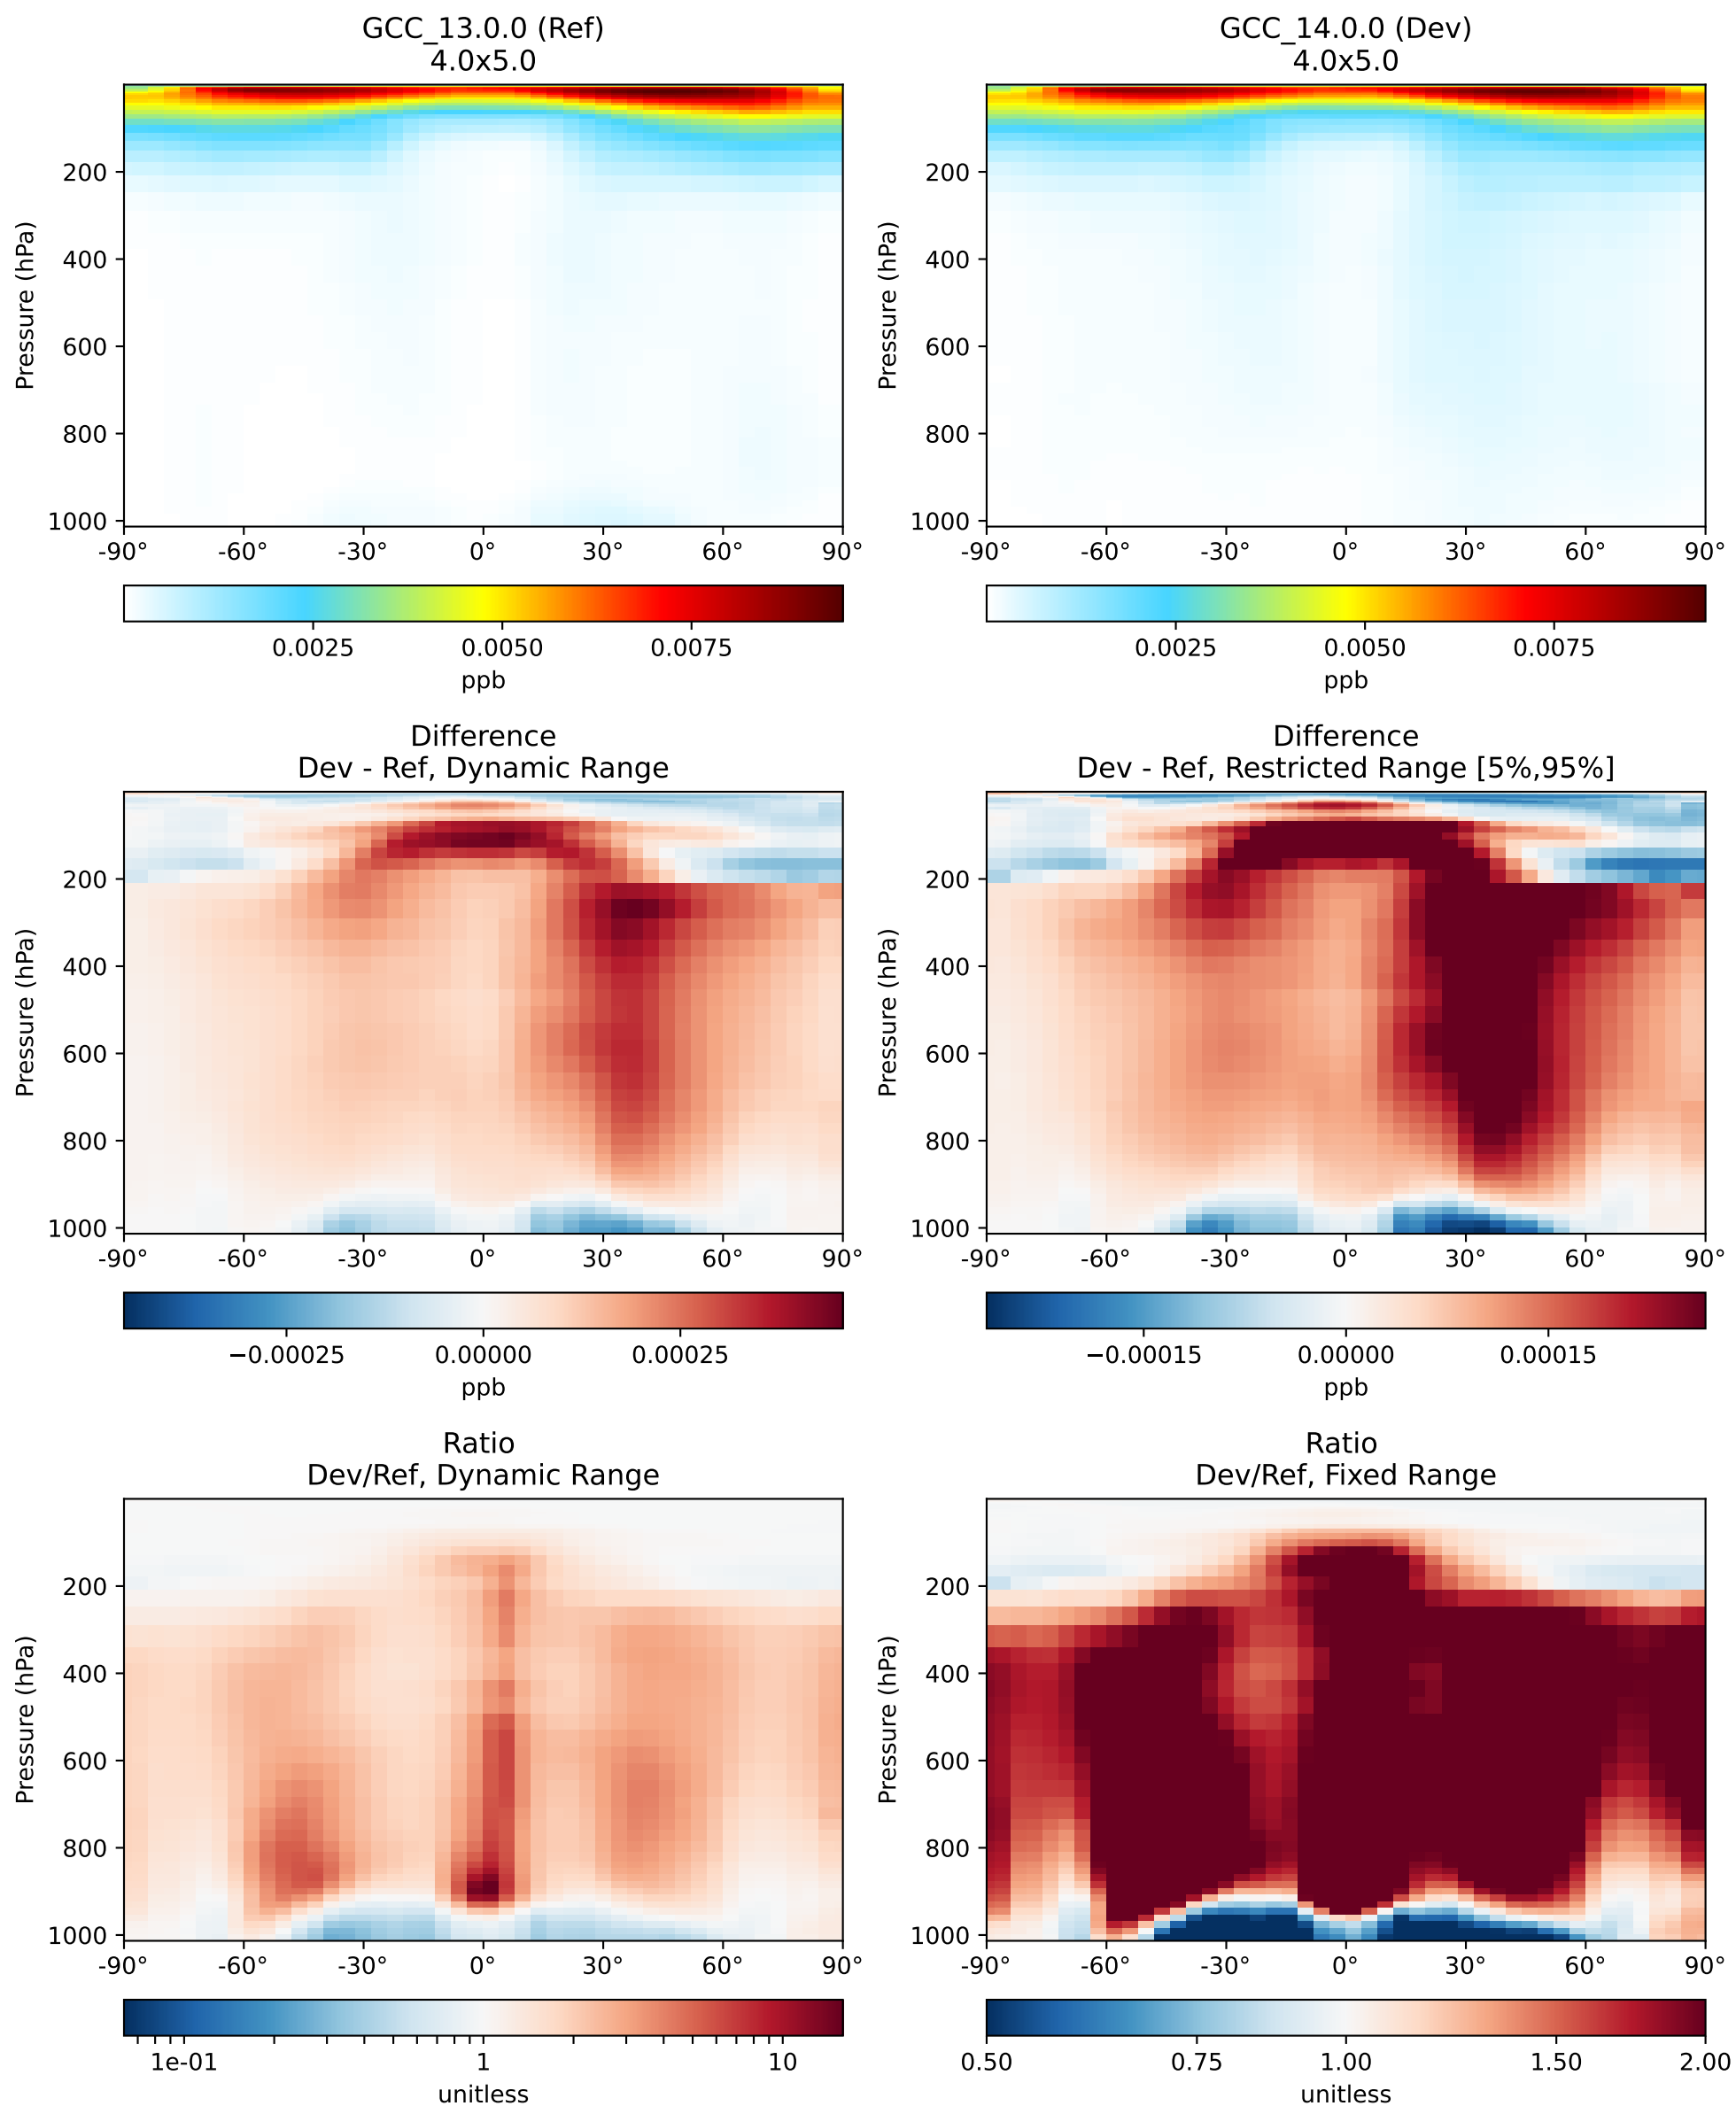 GCC_13.0.0 (Ref)
4.0x5.0
Pressure (hPa)
200
400
600
800
1000
-90° -60° -30° 0° 30° 60° 90°
0.0025 0.0050 0.0075
ppb
GCC_14.0.0 (Dev)
4.0x5.0
Pressure (hPa)
200
400
600
800
1000
-90° -60° -30° 0° 30° 60° 90°
0.0025 0.0050 0.0075
ppb
Difference
Dev - Ref, Dynamic Range
Pressure (hPa)
200
400
600
800
1000
-90° -60° -30° 0° 30° 60° 90°
−0.00025 0.00000 0.00025
ppb
Difference
Dev - Ref, Restricted Range [5%,95%]
Pressure (hPa)
200
400
600
800
1000
-90° -60° -30° 0° 30° 60° 90°
−0.00015 0.00000 0.00015
ppb
Ratio
Dev/Ref, Dynamic Range
Pressure (hPa)
200
400
600
800
1000
-90° -60° -30° 0° 30° 60° 90°
1e-01 1 10
unitless
Ratio
Dev/Ref, Fixed Range
Pressure (hPa)
200
400
600
800
1000
-90° -60° -30° 0° 30° 60° 90°
0.50 0.75 1.00 1.50 2.00
unitless